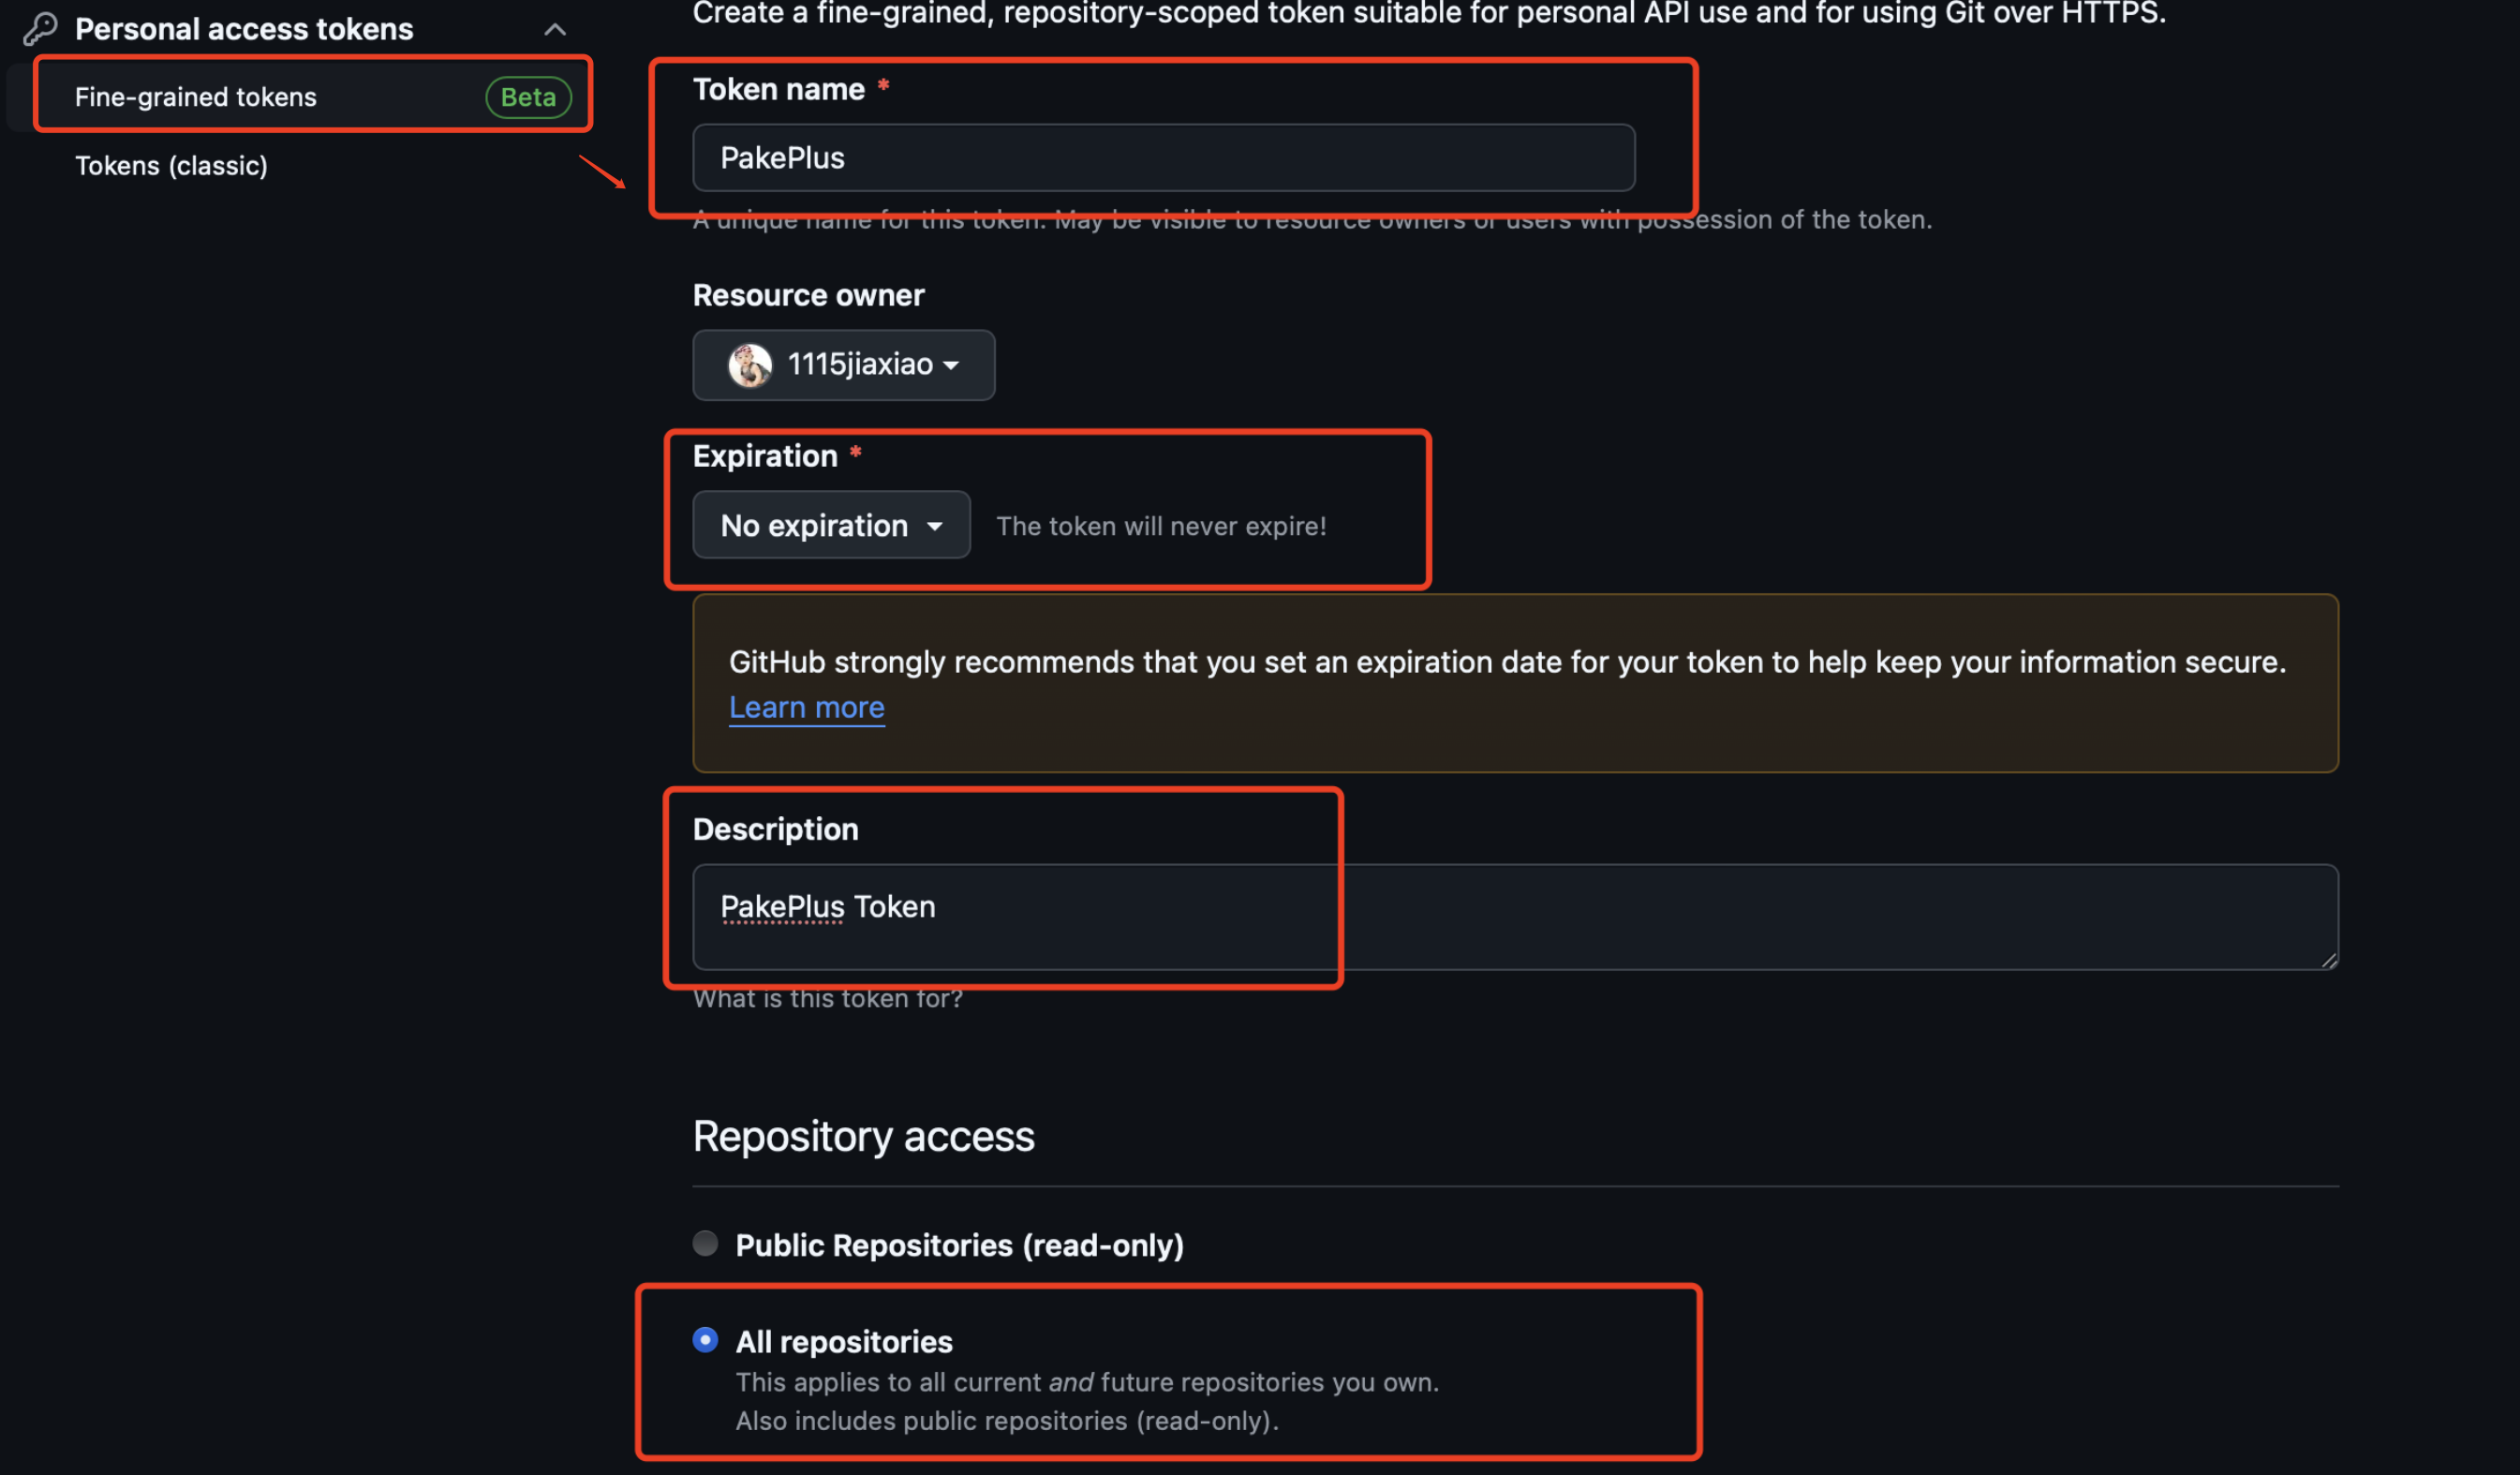 Personal access tokens
Fine-grained tokens Beta
Tokens (classic)
Create a fine-grained, repository-scoped token suitable for personal API use and for using Git over HTTPS.
Token name *
PakePlus
A unique name for this token. May be visible to resource owners or users with possession of the token.
Resource owner
1115jiaxiao
Expiration *
No expiration The token will never expire!
GitHub strongly recommends that you set an expiration date for your token to help keep your information secure.
Learn more
Description
PakePlus Token
What is this token for?
Repository access
Public Repositories (read-only)
All repositories
This applies to all current and future repositories you own.
Also includes public repositories (read-only).